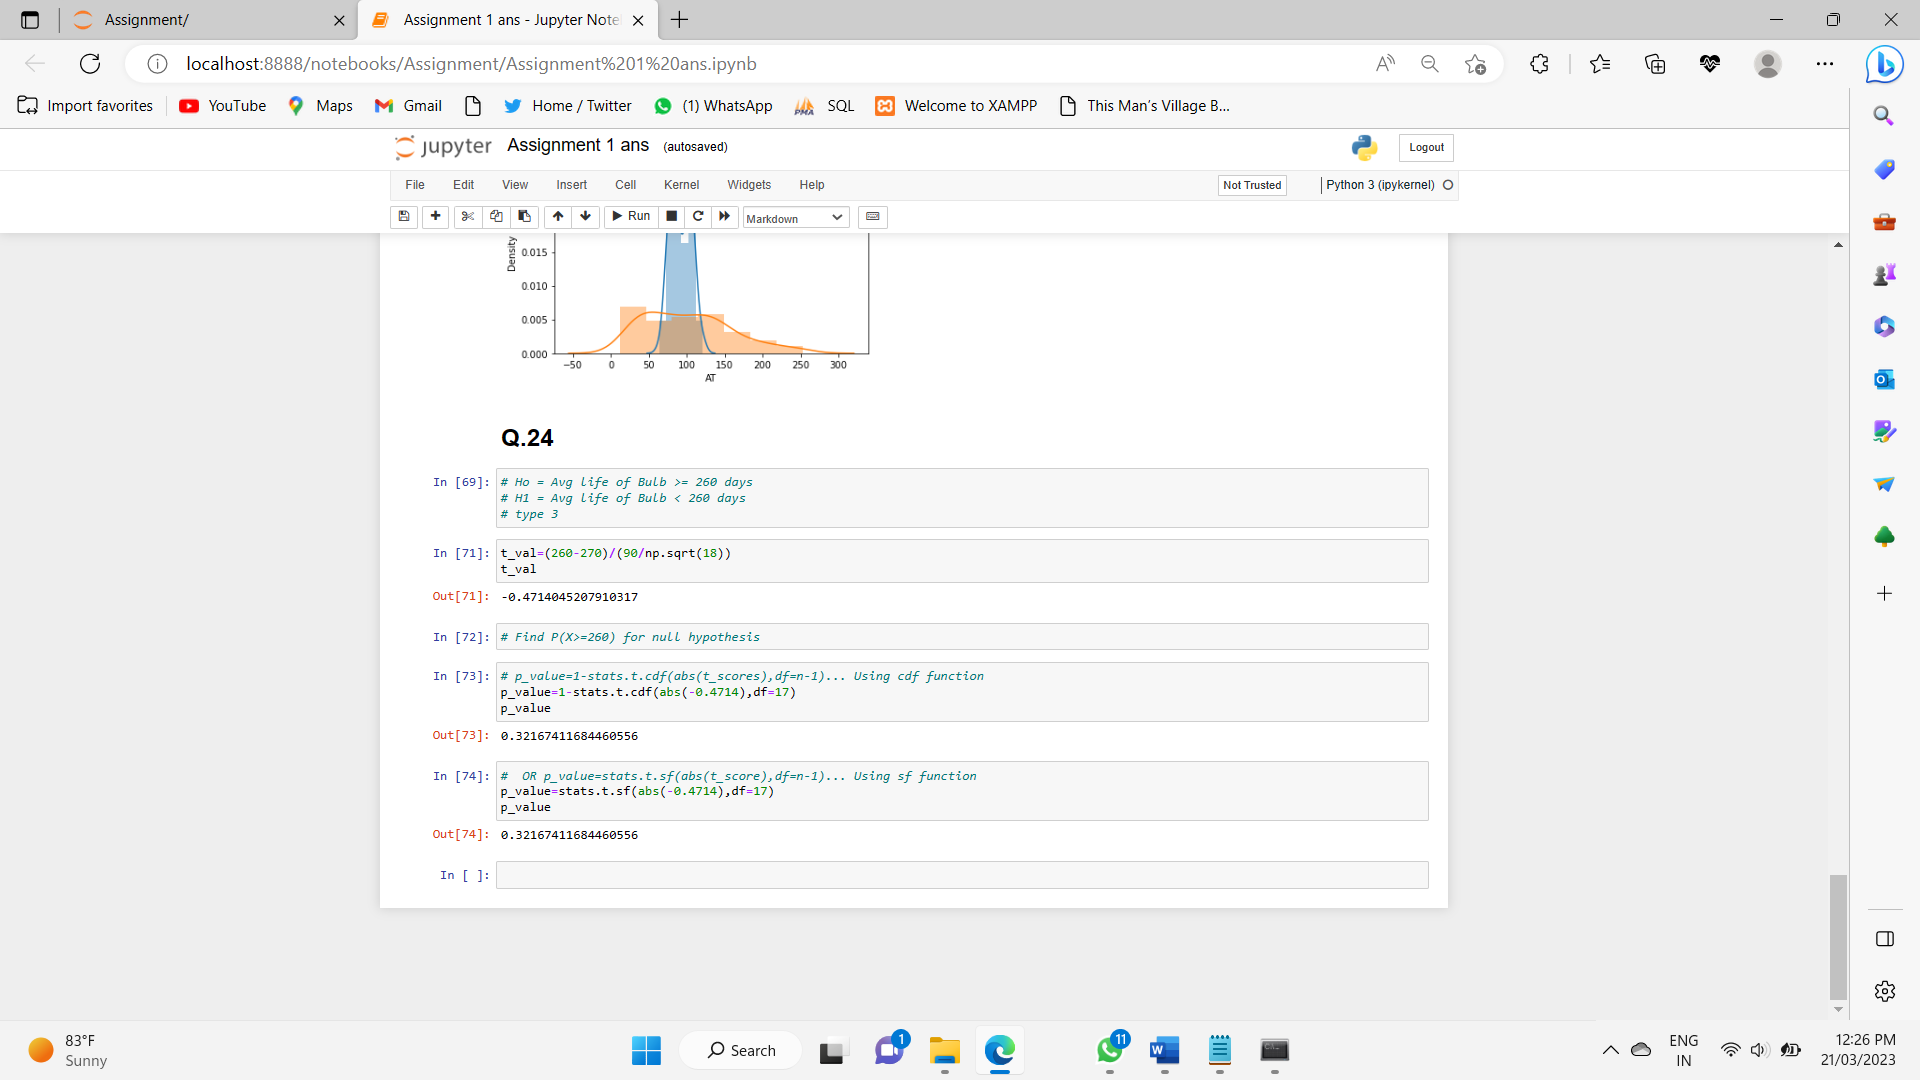 Assignment/
Assignment 1 ans - Jupyter Note
localhost:8888/notebooks/Assignment/Assignment%201%20ans.ipynb
Import favorites
YouTube
Maps
Gmail
Home / Twitter
(1) WhatsApp
SQL
Welcome to XAMPP
This Man's Village B...
jupyter
Assignment 1 ans (autosaved)
Logout
File Edit View Insert Cell Kernel Widgets Help
Not Trusted
Python 3 (ipykernel)
Run
Markdown
Density
0.015
0.010
0.005
0.000
−50 0 50 100 150 200 250 300
AT
Q.24
In [69]: # Ho = Avg life of Bulb >= 260 days
# H1 = Avg life of Bulb < 260 days
# type 3
In [71]: t_val=(260-270)/(90/np.sqrt(18))
t_val
Out[71]: -0.4714045207910317
In [72]: # Find P(X>=260) for null hypothesis
In [73]: # p_value=1-stats.t.cdf(abs(t_scores),df=n-1)... Using cdf function
p_value=1-stats.t.cdf(abs(-0.4714),df=17)
p_value
Out[73]: 0.32167411684460556
In [74]: #  OR p_value=stats.t.sf(abs(t_score),df=n-1)... Using sf function
p_value=stats.t.sf(abs(-0.4714),df=17)
p_value
Out[74]: 0.32167411684460556
In [ ]:
83°F
Sunny
Search
1
11
ENG
IN
12:26 PM
21/03/2023